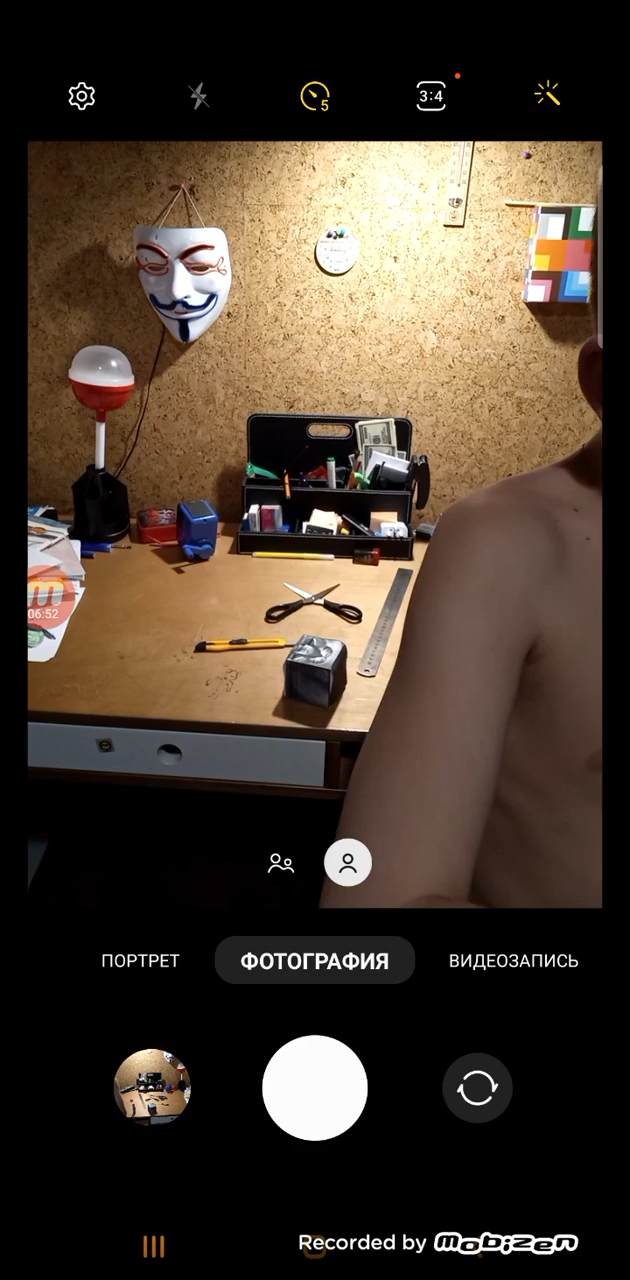 5
3:4
m
06:52
ПОРТРЕТ
ФОТОГРАФИЯ
ВИДЕОЗАПИСЬ
Recorded by Mobizen